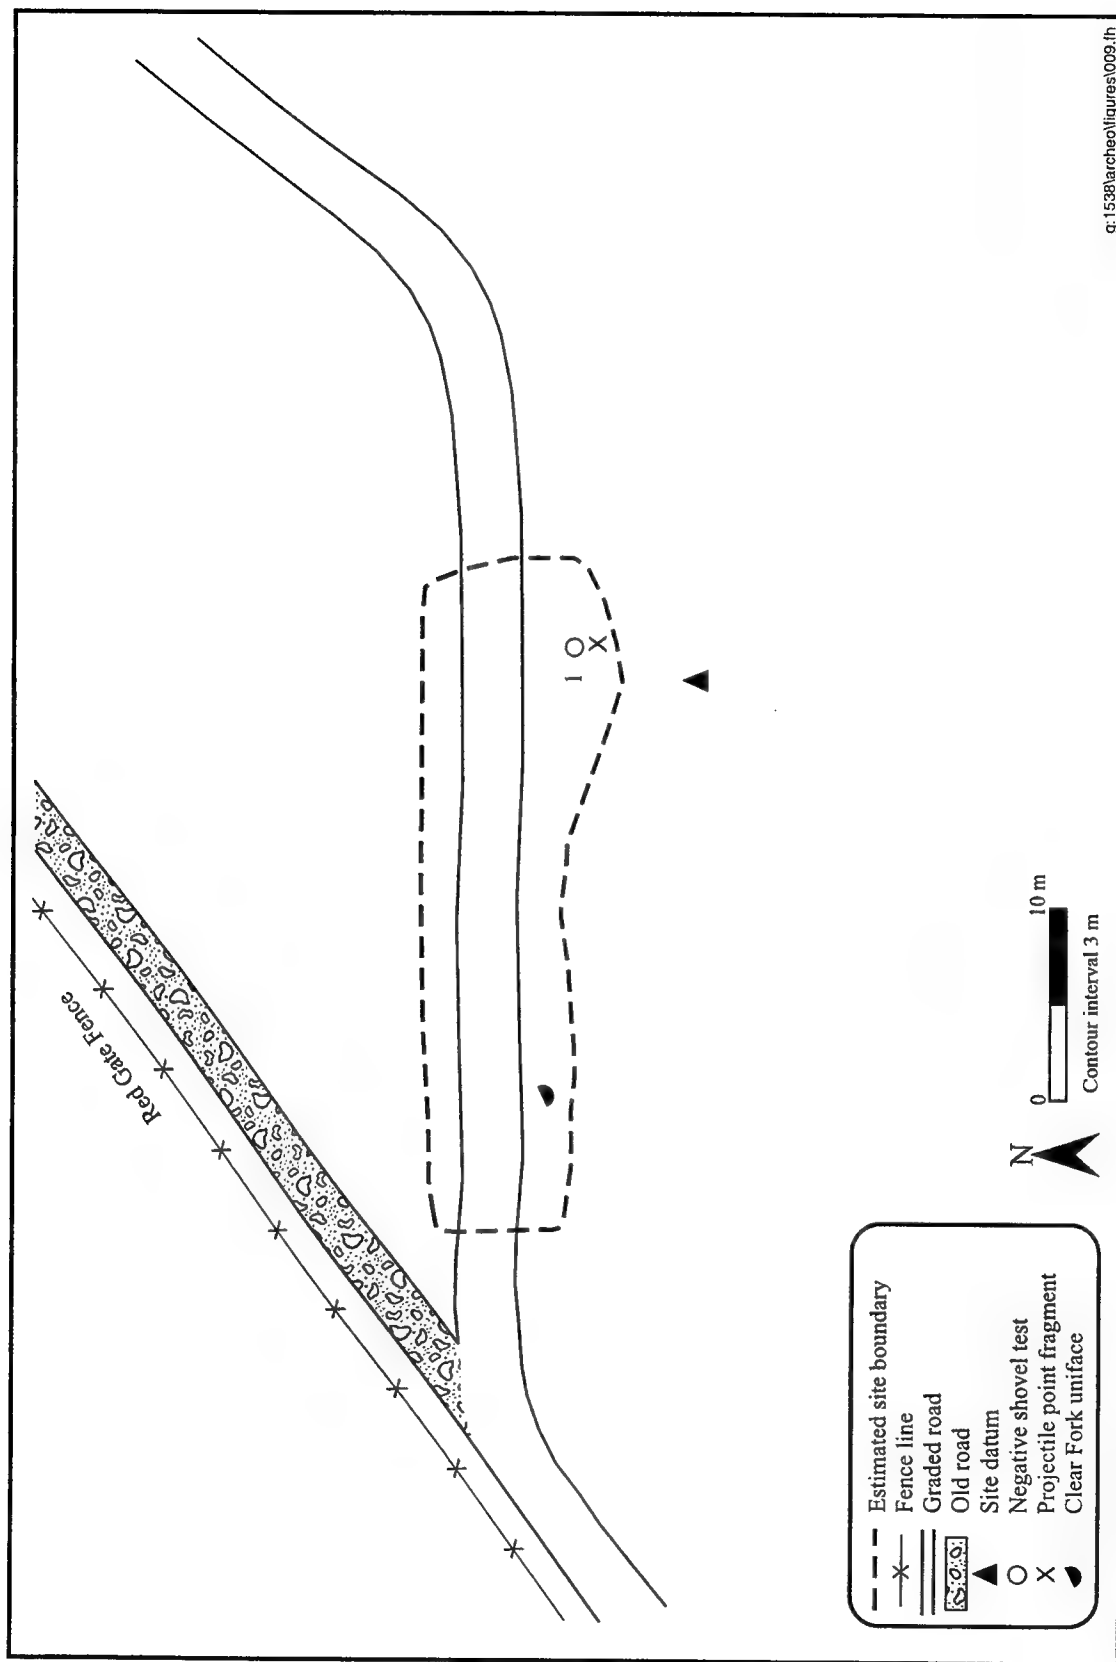 Red Gate Fence
1
Estimated site boundary
Fence line
Graded road
Old road
Site datum
Negative shovel test
Projectile point fragment
Clear Fork uniface
N
0 10 m
Contour interval 3 m
q:1538\archeo\figures\009.fh